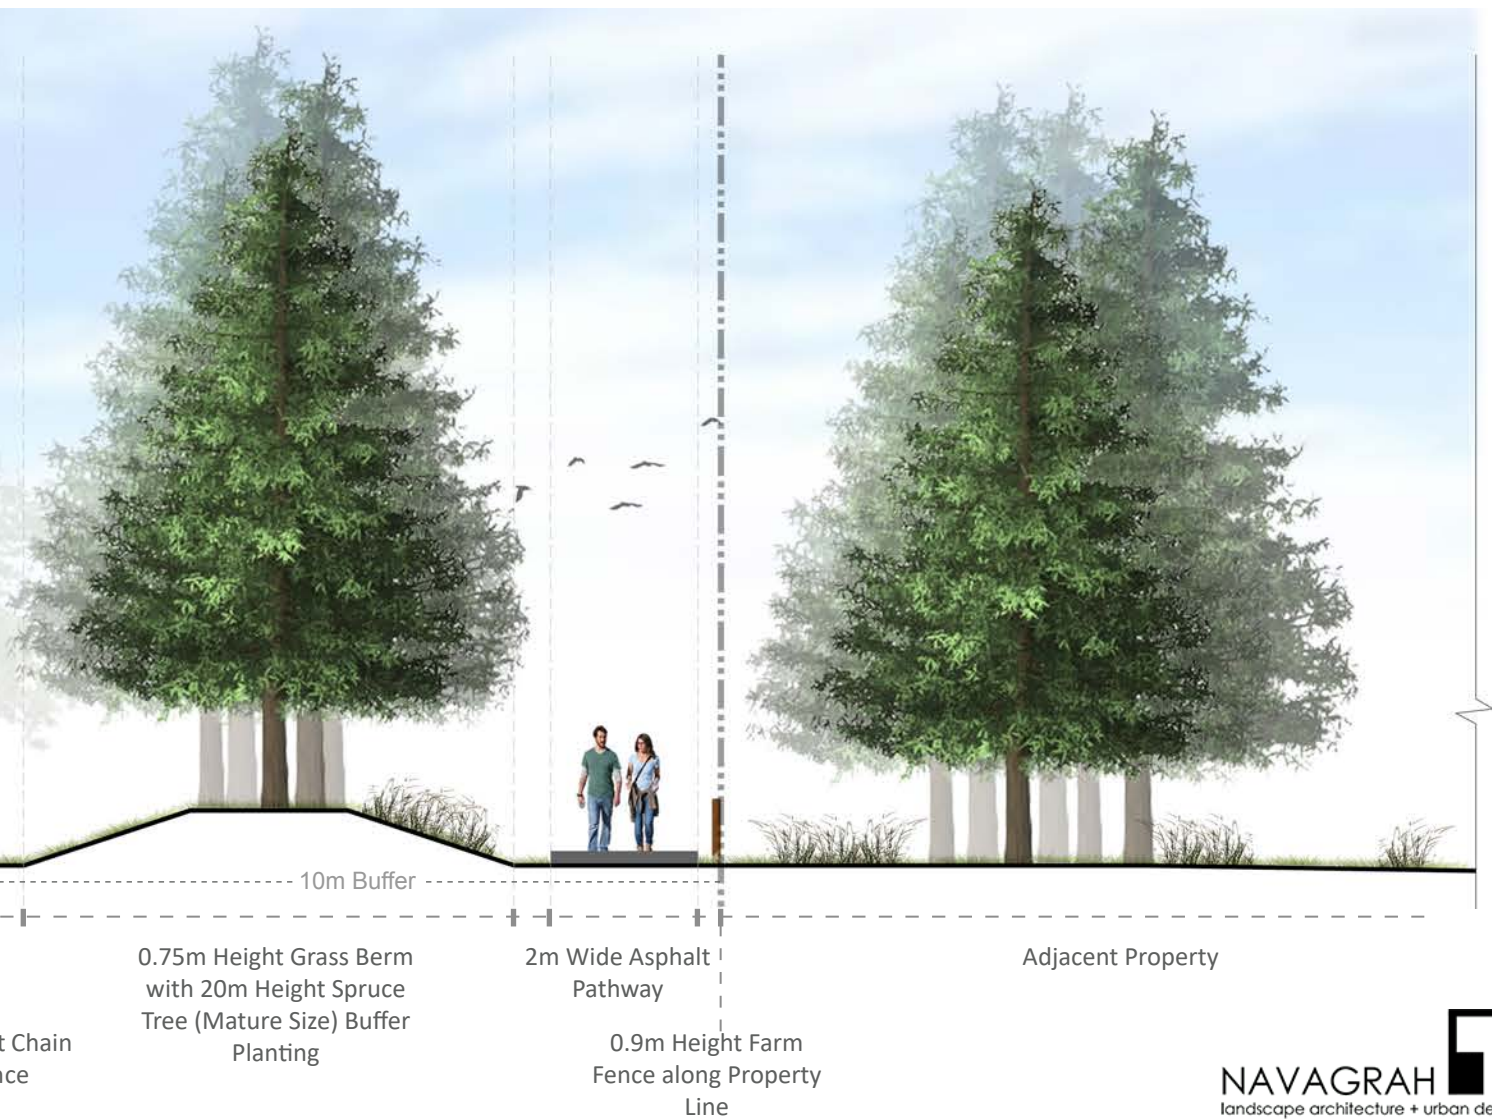 10m Buffer
0.75m Height Grass Berm
with 20m Height Spruce
Tree (Mature Size) Buffer
Planting
2m Wide Asphalt
Pathway
Adjacent Property
t Chain
nce
0.9m Height Farm
Fence along Property
Line
NAVAGRAH
landscape architecture + urban de